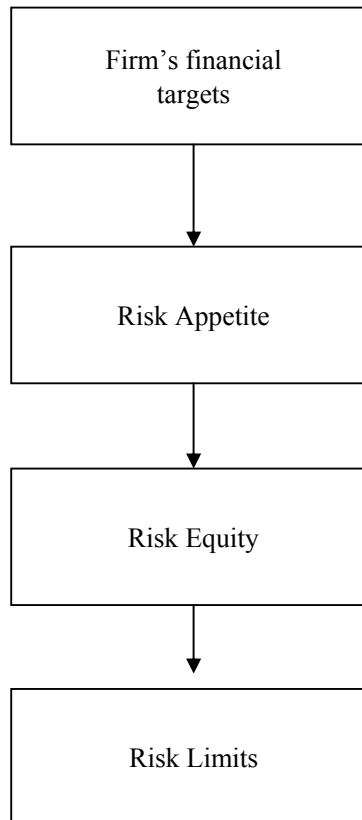 Firm’s financial
targets
Risk Appetite
Risk Equity
Risk Limits